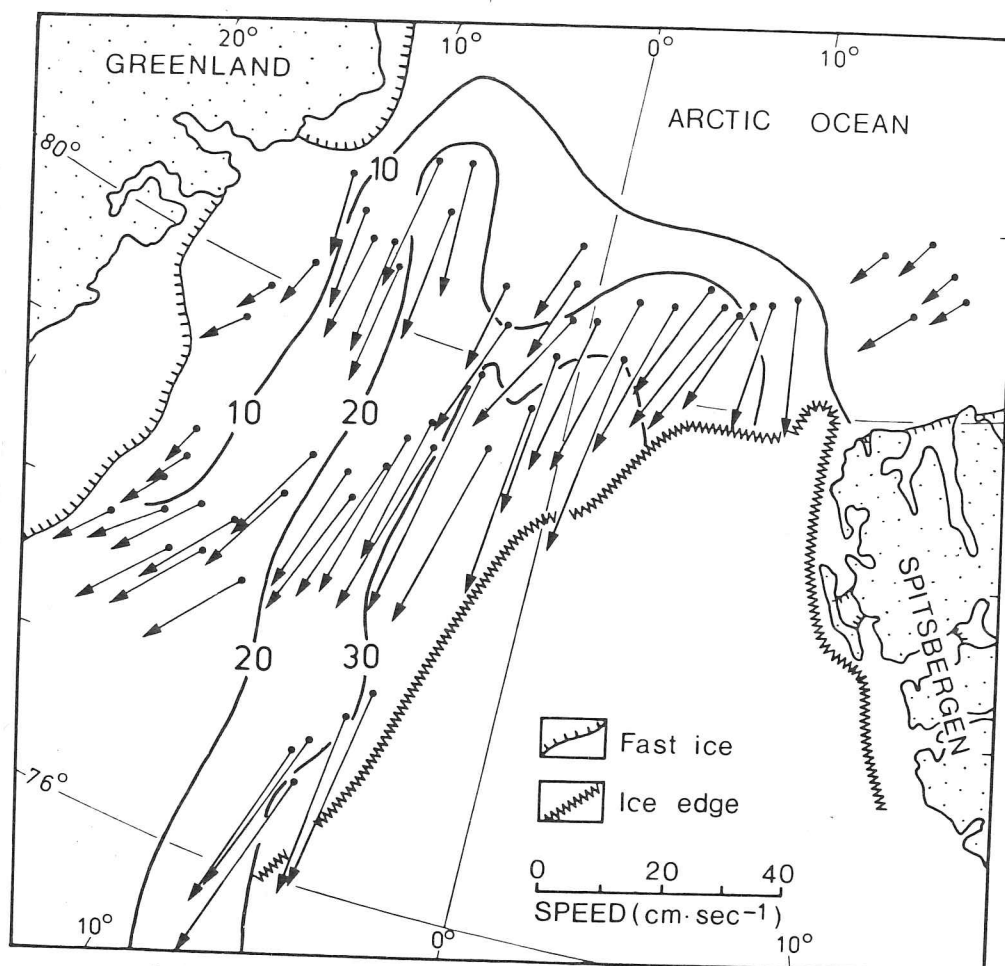 20° 10° 0° 10°
GREENLAND
ARCTIC OCEAN
80°
10
10 20
20 30
SPITSBERGEN
Fast ice
76°
Ice edge
0 20 40
SPEED (cm·sec⁻¹)
10° 0° 10°